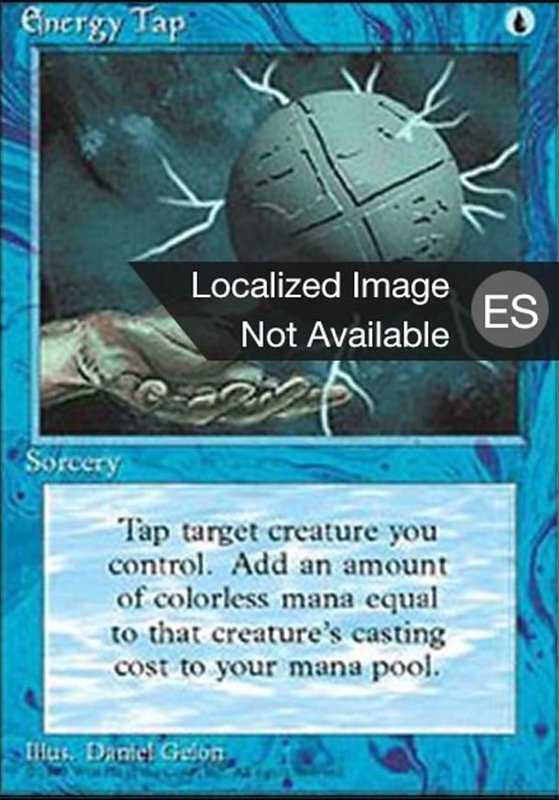 Energy Tap
Localized Image
Not Available
ES
Sorcery
Tap target creature you
control. Add an amount
of colorless mana equal
to that creature's casting
cost to your mana pool.
Illus. Daniel Gelon